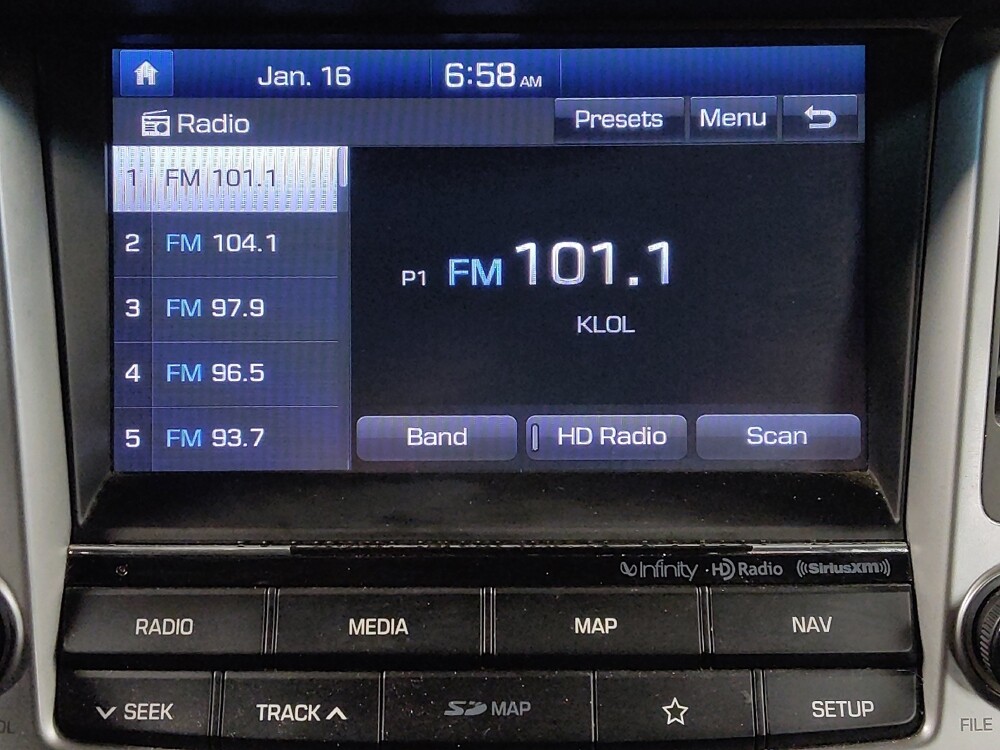 Jan. 16 6:58 AM
Radio Presets Menu
1 FM 101.1
2 FM 104.1
3 FM 97.9
4 FM 96.5
5 FM 93.7
P1 FM 101.1
KLOL
Band HD Radio Scan
Infinity HD Radio ((SiriusXM))
RADIO MEDIA MAP NAV
SEEK TRACK SD MAP SETUP
OL FILE